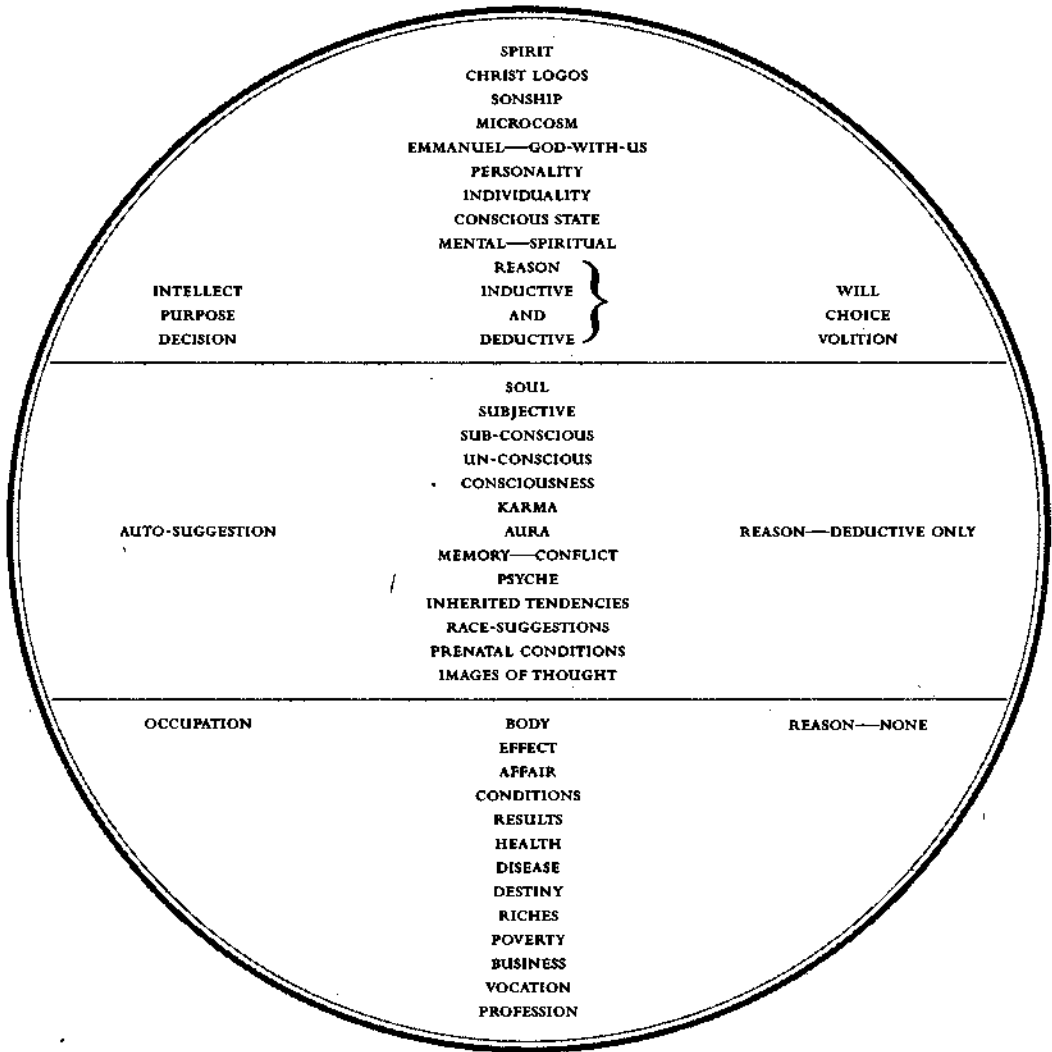 SPIRIT
CHRIST LOGOS
SONSHIP
MICROCOSM
EMMANUEL—GOD-WITH-US
PERSONALITY
INDIVIDUALITY
CONSCIOUS STATE
MENTAL—SPIRITUAL
REASON
INTELLECT INDUCTIVE WILL
PURPOSE AND CHOICE
DECISION DEDUCTIVE VOLITION
SOUL
SUBJECTIVE
SUB-CONSCIOUS
UN-CONSCIOUS
CONSCIOUSNESS
KARMA
AUTO-SUGGESTION AURA REASON—DEDUCTIVE ONLY
MEMORY—CONFLICT
PSYCHE
INHERITED TENDENCIES
RACE-SUGGESTIONS
PRENATAL CONDITIONS
IMAGES OF THOUGHT
OCCUPATION BODY REASON—NONE
EFFECT
AFFAIR
CONDITIONS
RESULTS
HEALTH
DISEASE
DESTINY
RICHES
POVERTY
BUSINESS
VOCATION
PROFESSION